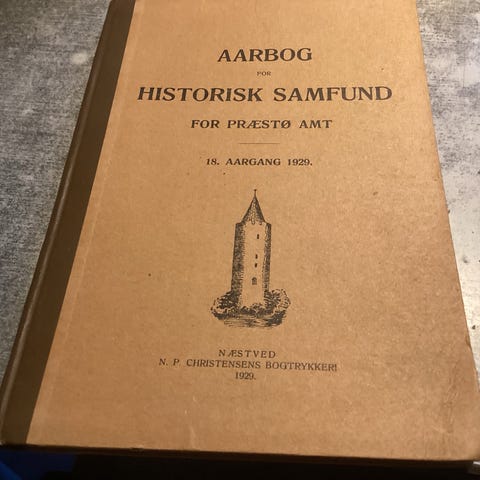 AARBOG
FOR
HISTORISK SAMFUND
FOR PRÆSTØ AMT
18. AARGANG 1929.
NÆSTVED
N. P. CHRISTENSENS BOGTRYKKERI
1929.